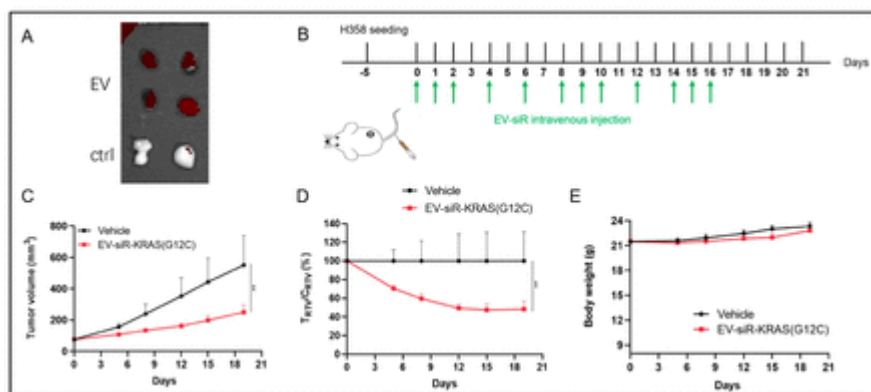 A
EV
ctrl
B
H358 seeding
-5 0 1 2 4 6 7 8 9 10 12 14 15 16 17 18 19 20 21
Days
EV-siR intravenous injection
C
Vehicle
EV-siR-KRAS(G12C)
Tumor volume (mm³)
800
600
400
200
0
0 3 6 9 12 15 18 21
Days
D
Vehicle
EV-siR-KRAS(G12C)
T_RTV/C_RTV (%)
140
120
100
80
60
40
20
0
0 3 6 9 12 15 18 21
Days
E
Body weight (g)
24
21
18
15
12
9
0 3 6 9 12 15 18 21
Vehicle
EV-siR-KRAS(G12C)
Days